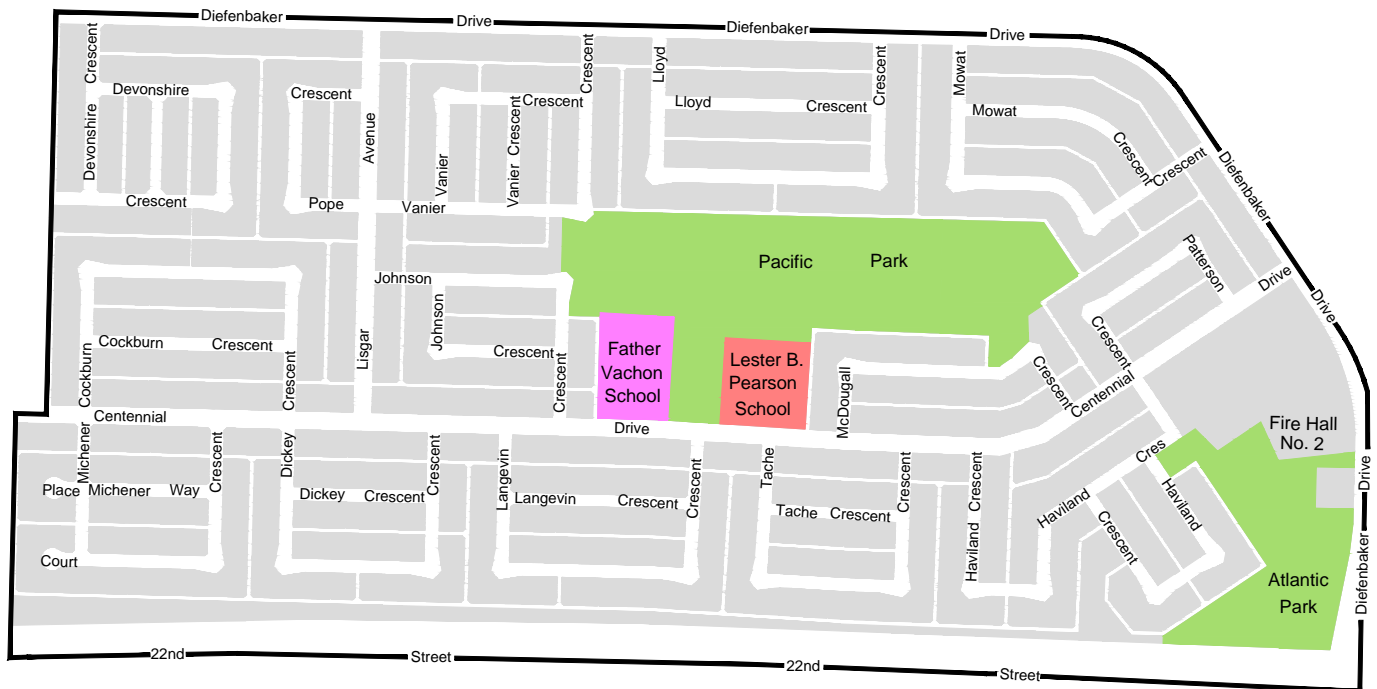 Diefenbaker
Drive
Diefenbaker
Drive
Crescent
Devonshire
Devonshire
Crescent
Crescent
Avenue
Pope
Vanier
Vanier
Vanier Crescent
Crescent
Crescent
Lloyd
Lloyd
Crescent
Crescent
Mowat
Mowat
Crescent
Crescent
Diefenbaker
Drive
Pacific Park
Patterson
Drive
Crescent
Centennial
Johnson
Johnson
Crescent
Crescent
Lisgar
Cockburn
Crescent
Cockburn
Crescent
Father
Vachon
School
Lester B.
Pearson
School
McDougall
Crescent
Centennial
Drive
Fire Hall
No. 2
Michener
Place
Michener Way
Crescent
Court
Dickey
Dickey Crescent
Crescent
Langevin
Langevin
Crescent
Crescent
Tache
Tache Crescent
Crescent
Haviland Crescent
Haviland
Cres
Crescent
Haviland
Drive
Diefenbaker
Atlantic
Park
22nd
Street
22nd
Street